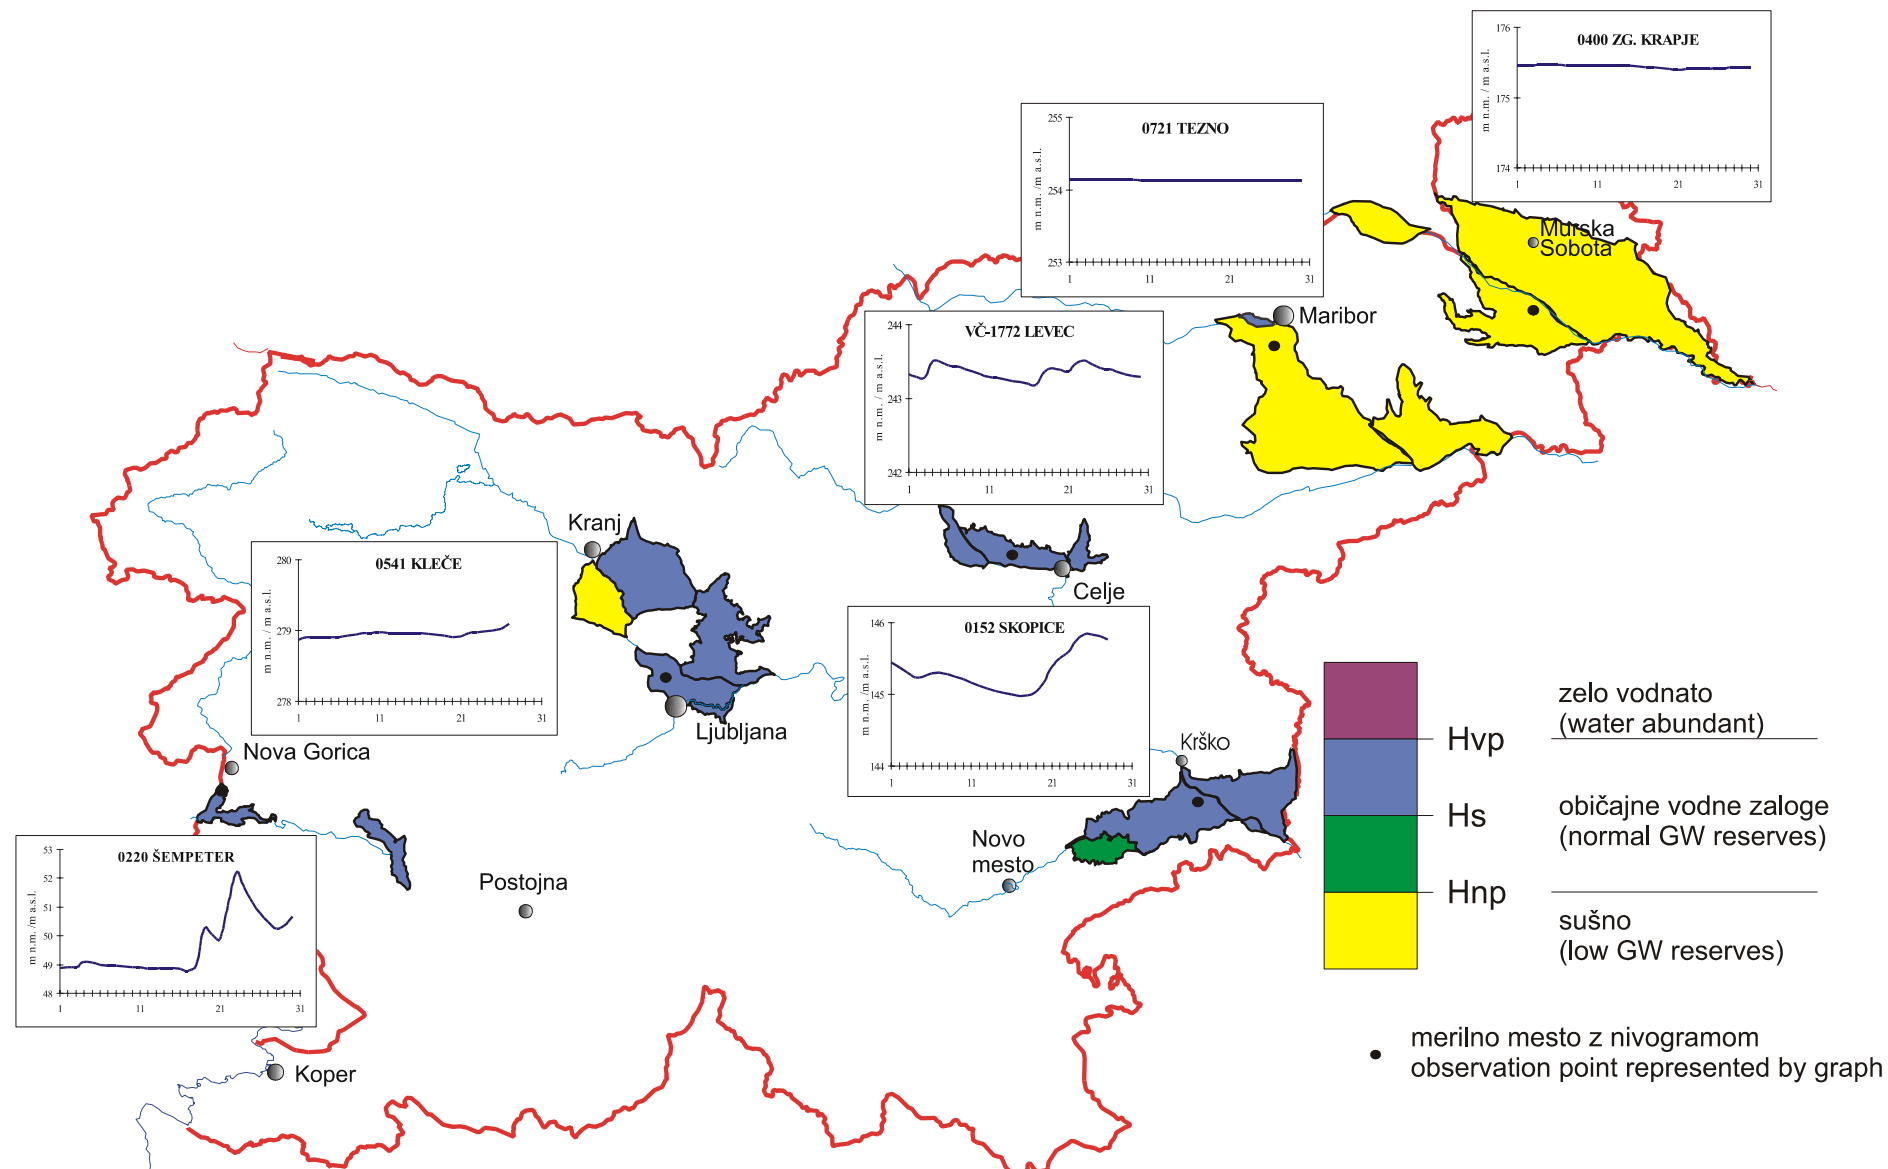 0400 ZG. KRAPJE
m n.m. / m a.s.l.
176
175
174
1 11 21 31
0721 TEZNO
m n.m. /m a.s.l.
255
254
253
1 11 21 31
Murska
Sobota
Maribor
VČ-1772 LEVEC
m n.m. / m a.s.l.
244
243
242
1 11 21 31
Kranj
Celje
0541 KLEČE
m n.m. / m a.s.l.
280
279
278
1 11 21 31
0152 SKOPICE
m n.m. /m a.s.l.
146
145
144
1 11 21 31
Ljubljana
Nova Gorica
Krško
Novo
mesto
Postojna
0220 ŠEMPETER
m n.m. /m a.s.l.
53
52
51
50
49
48
1 11 21 31
Koper
zelo vodnato
(water abundant)
Hvp
običajne vodne zaloge
(normal GW reserves)
Hs
Hnp
sušno
(low GW reserves)
merilno mesto z nivogramom
observation point represented by graph